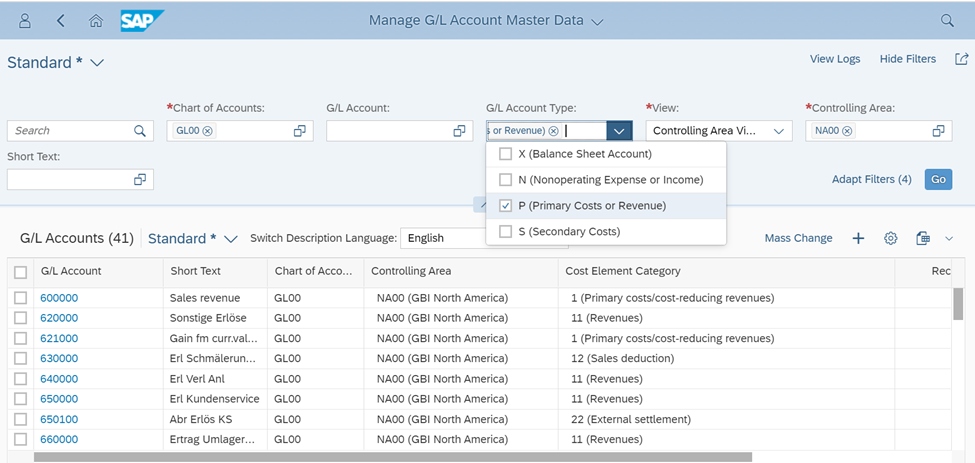 SAP Manage G/L Account Master Data
Standard *
View Logs Hide Filters
*Chart of Accounts: G/L Account: G/L Account Type: *View: *Controlling Area:
Search GL00 s or Revenue) Controlling Area Vi... NA00
Short Text:
X (Balance Sheet Account)
N (Nonoperating Expense or Income)
Adapt Filters (4) Go
P (Primary Costs or Revenue)
S (Secondary Costs)
G/L Accounts (41) Standard * Switch Description Language: English Mass Change
G/L Account Short Text Chart of Acco... Controlling Area Cost Element Category Rec
600000 Sales revenue GL00 NA00 (GBI North America) 1 (Primary costs/cost-reducing revenues)
620000 Sonstige Erlöse GL00 NA00 (GBI North America) 11 (Revenues)
621000 Gain fm curr.val... GL00 NA00 (GBI North America) 1 (Primary costs/cost-reducing revenues)
630000 Erl Schmälerun... GL00 NA00 (GBI North America) 12 (Sales deduction)
640000 Erl Verl Anl GL00 NA00 (GBI North America) 11 (Revenues)
650000 Erl Kundenservice GL00 NA00 (GBI North America) 11 (Revenues)
650100 Abr Erlös KS GL00 NA00 (GBI North America) 22 (External settlement)
660000 Ertrag Umlager... GL00 NA00 (GBI North America) 11 (Revenues)